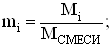 mᵢ = Mᵢ / M_СМЕСИ ;